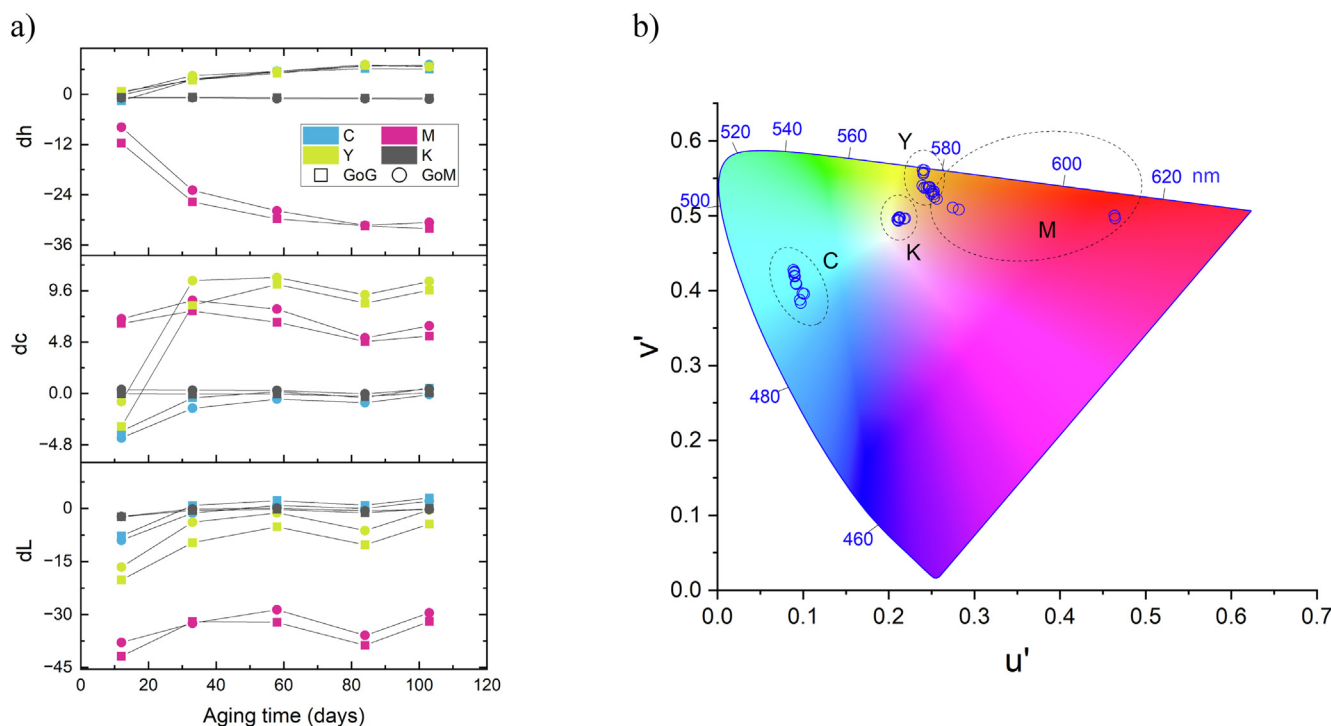 a)
dh
0
−12
−24
−36
C M
Y K
GoG GoM
dc
9.6
4.8
0.0
−4.8
dL
0
−15
−30
−45
0 20 40 60 80 100 120
Aging time (days)
b)
v'
0.6
0.5
0.4
0.3
0.2
0.1
0.0
520 540 560 580 600 620 nm
500
480
460
Y
M
K
C
0.0 0.1 0.2 0.3 0.4 0.5 0.6 0.7
u'